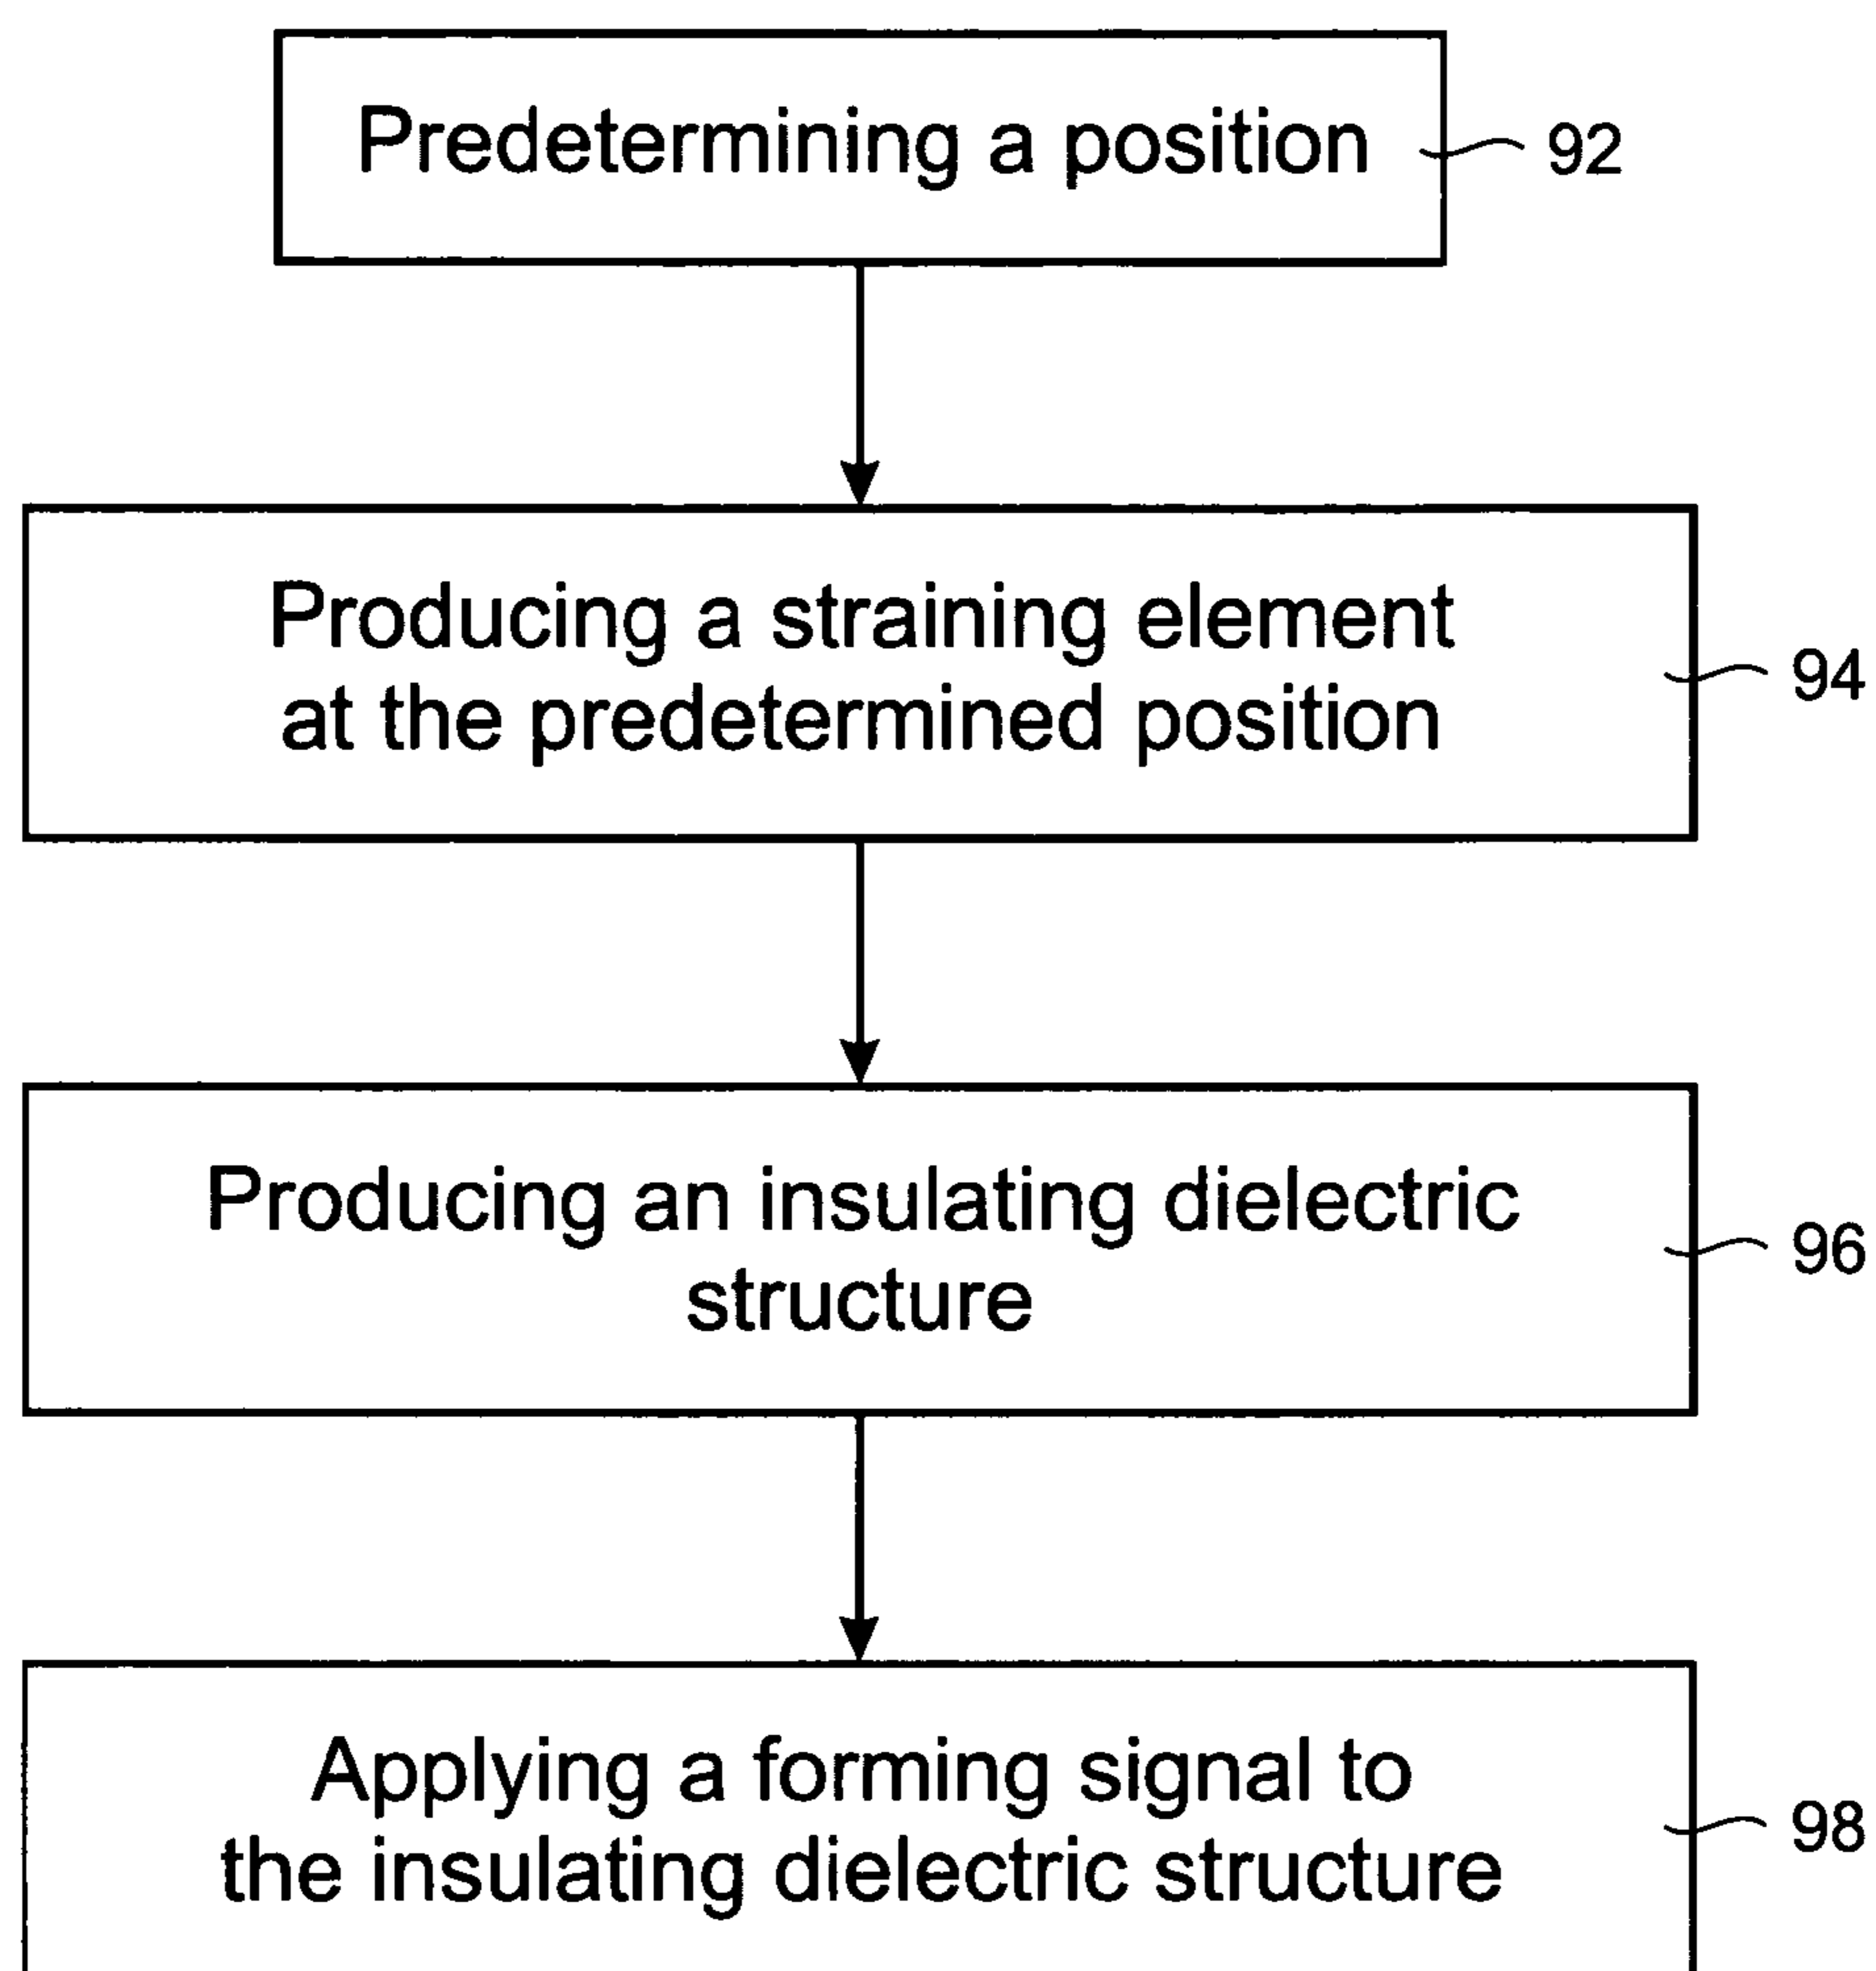 Predetermining a position
92
Producing a straining element
at the predetermined position
94
Producing an insulating dielectric
structure
96
Applying a forming signal to
the insulating dielectric structure
98